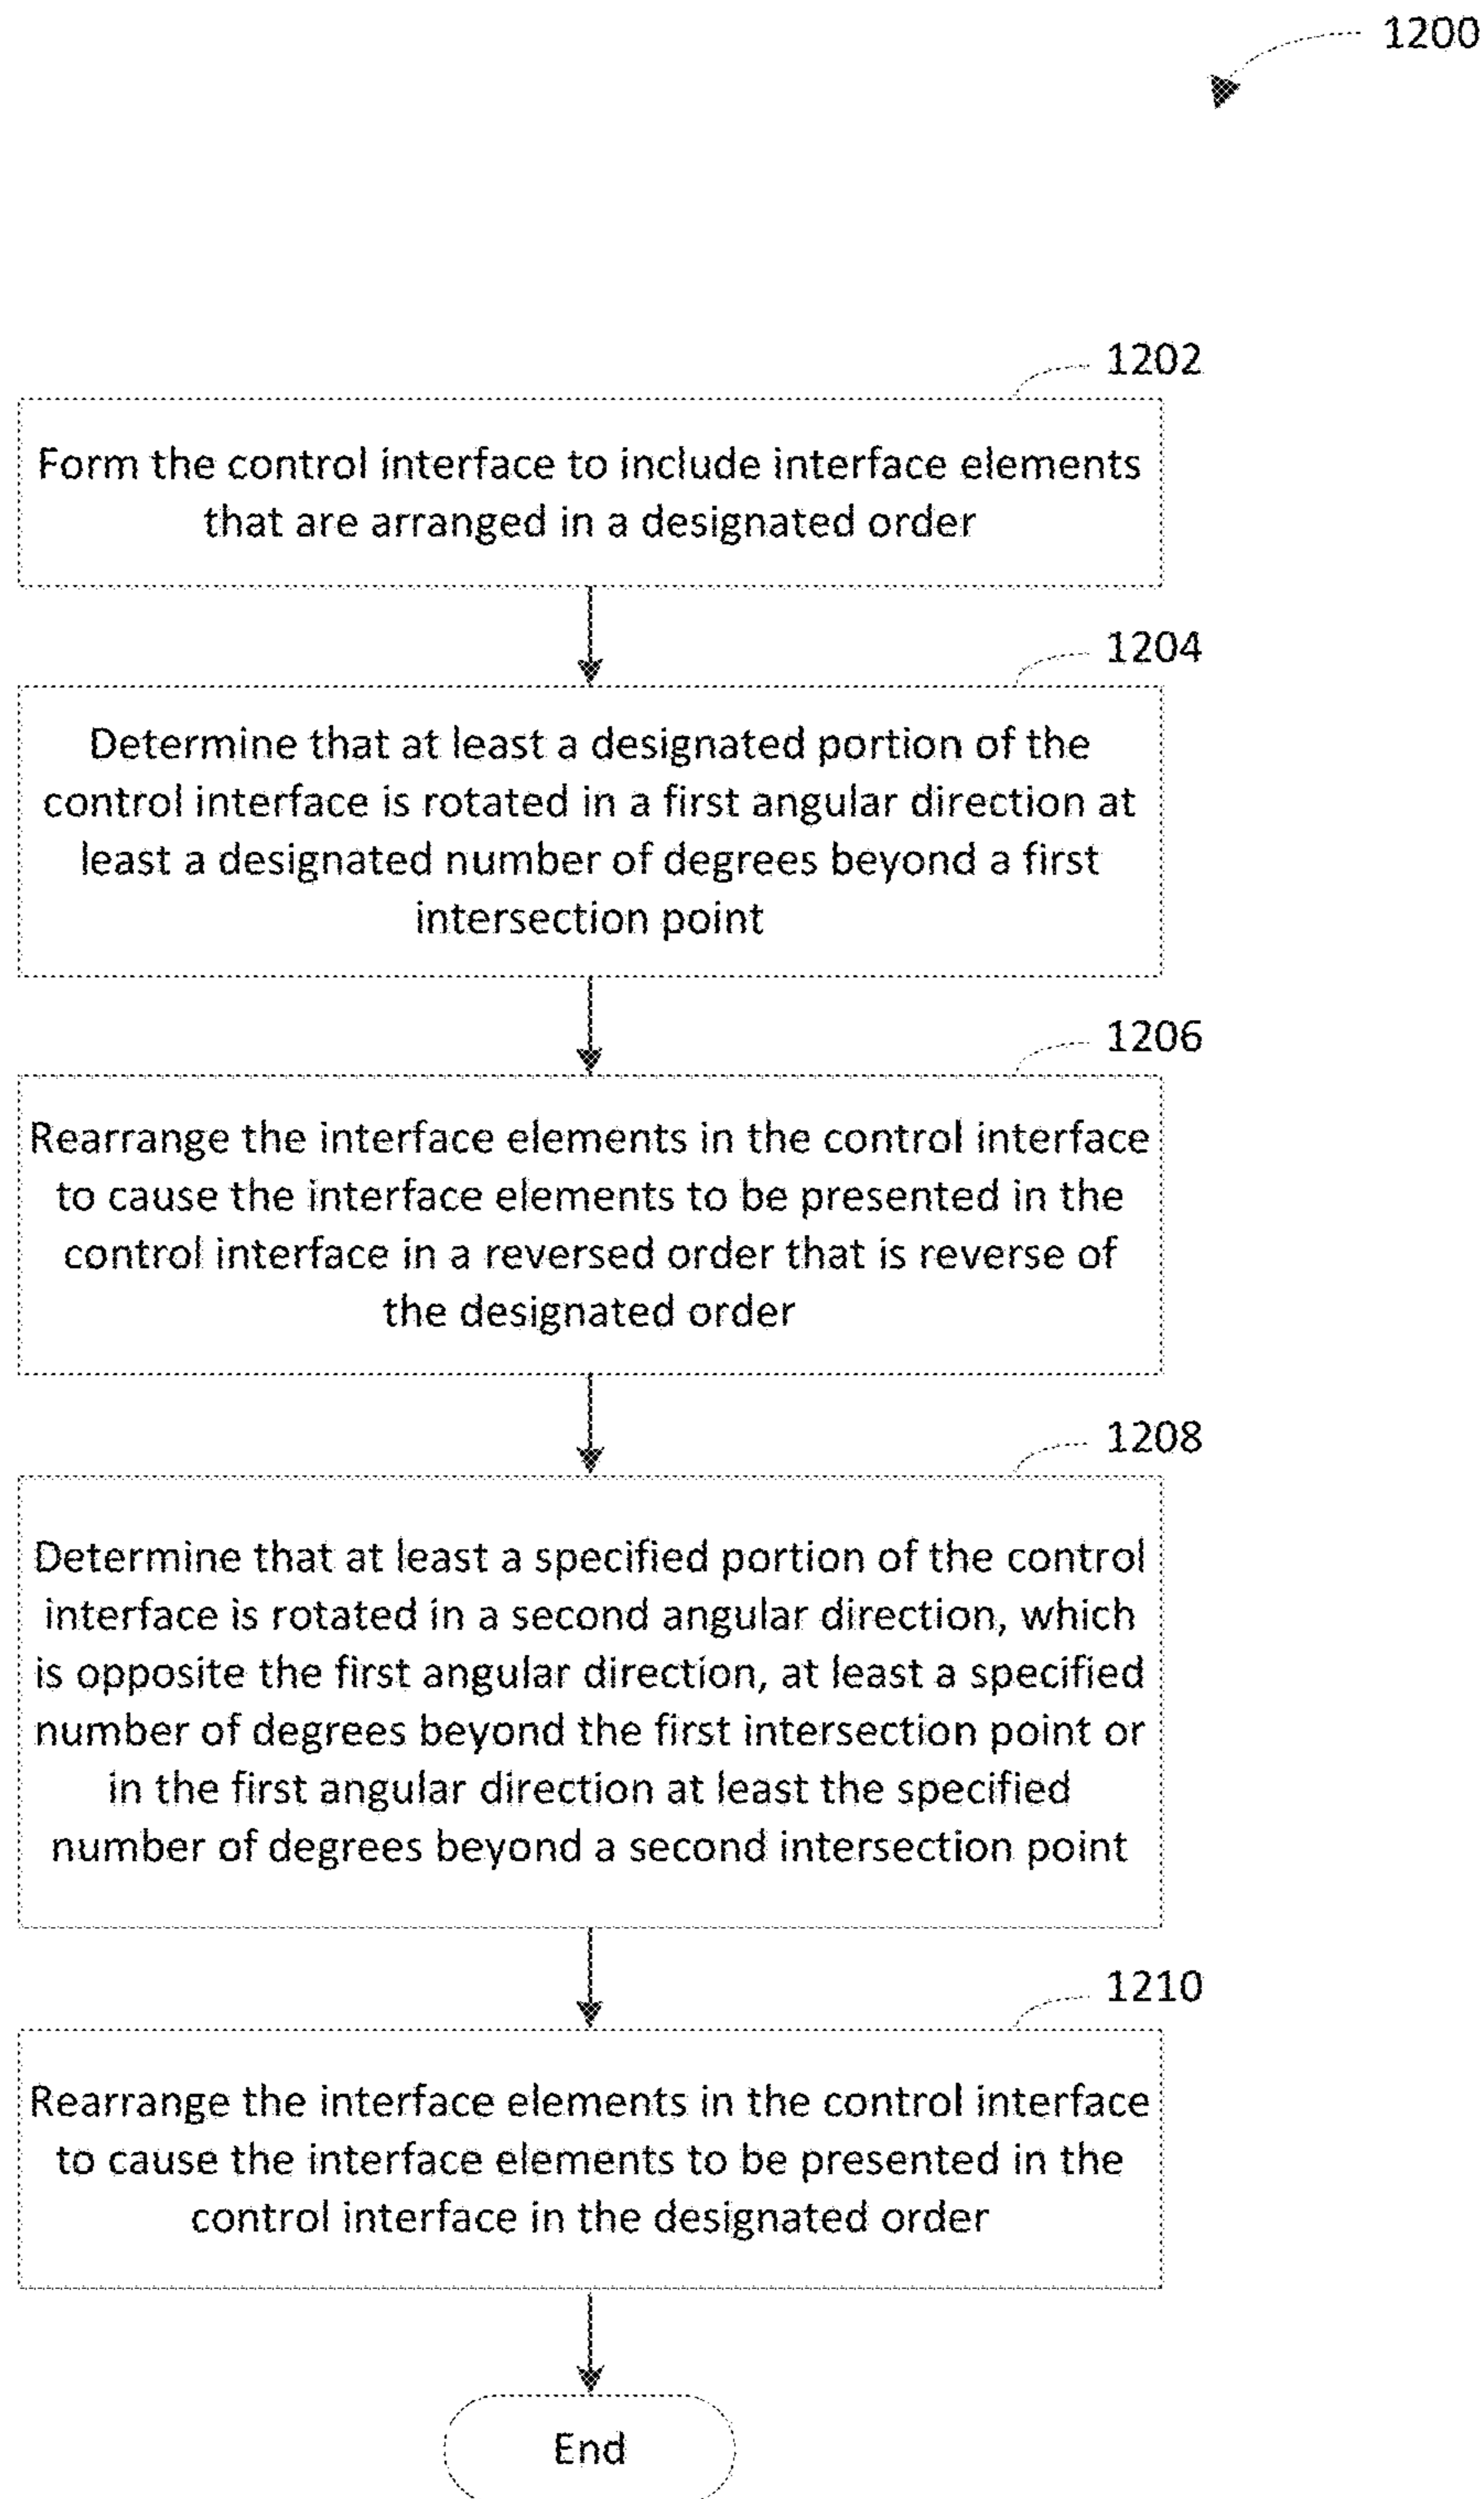 1200
1202
Form the control interface to include interface elements
that are arranged in a designated order
1204
Determine that at least a designated portion of the
control interface is rotated in a first angular direction at
least a designated number of degrees beyond a first
intersection point
1206
Rearrange the interface elements in the control interface
to cause the interface elements to be presented in the
control interface in a reversed order that is reverse of
the designated order
1208
Determine that at least a specified portion of the control
interface is rotated in a second angular direction, which
is opposite the first angular direction, at least a specified
number of degrees beyond the first intersection point or
in the first angular direction at least the specified
number of degrees beyond a second intersection point
1210
Rearrange the interface elements in the control interface
to cause the interface elements to be presented in the
control interface in the designated order
End